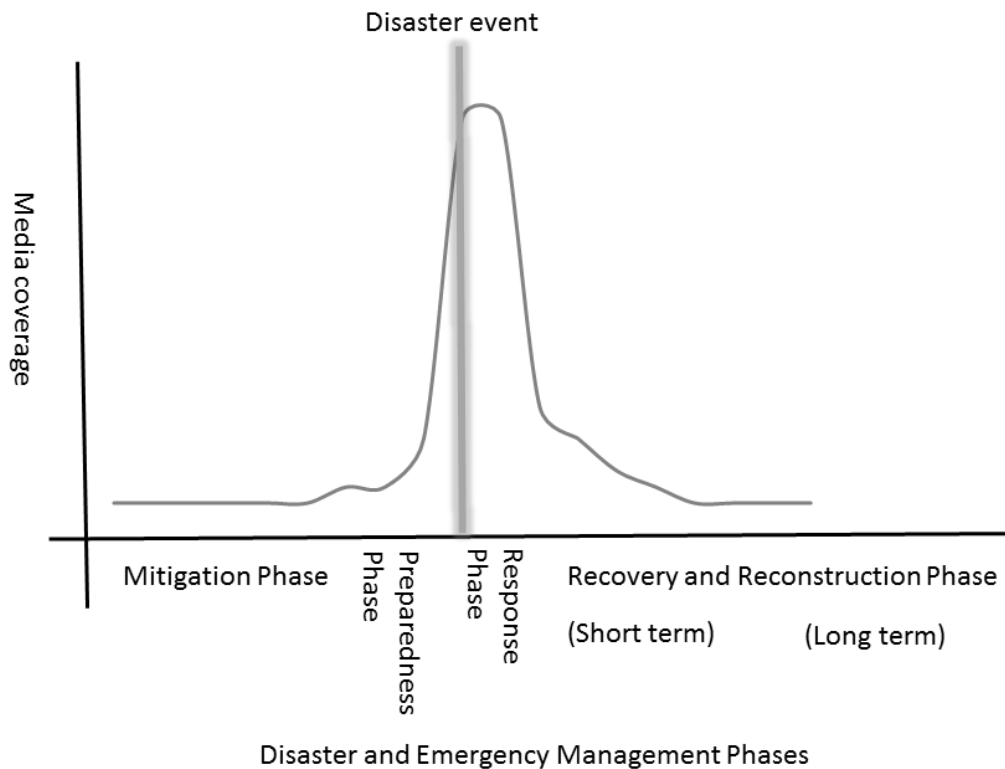 Disaster event
Media coverage
Mitigation Phase
Preparedness
Phase
Response
Phase
Recovery and Reconstruction Phase
(Short term)
(Long term)
Disaster and Emergency Management Phases